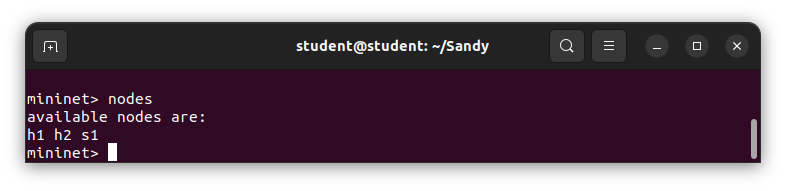 student@student: ~/Sandy
mininet> nodes
available nodes are:
h1 h2 s1
mininet>